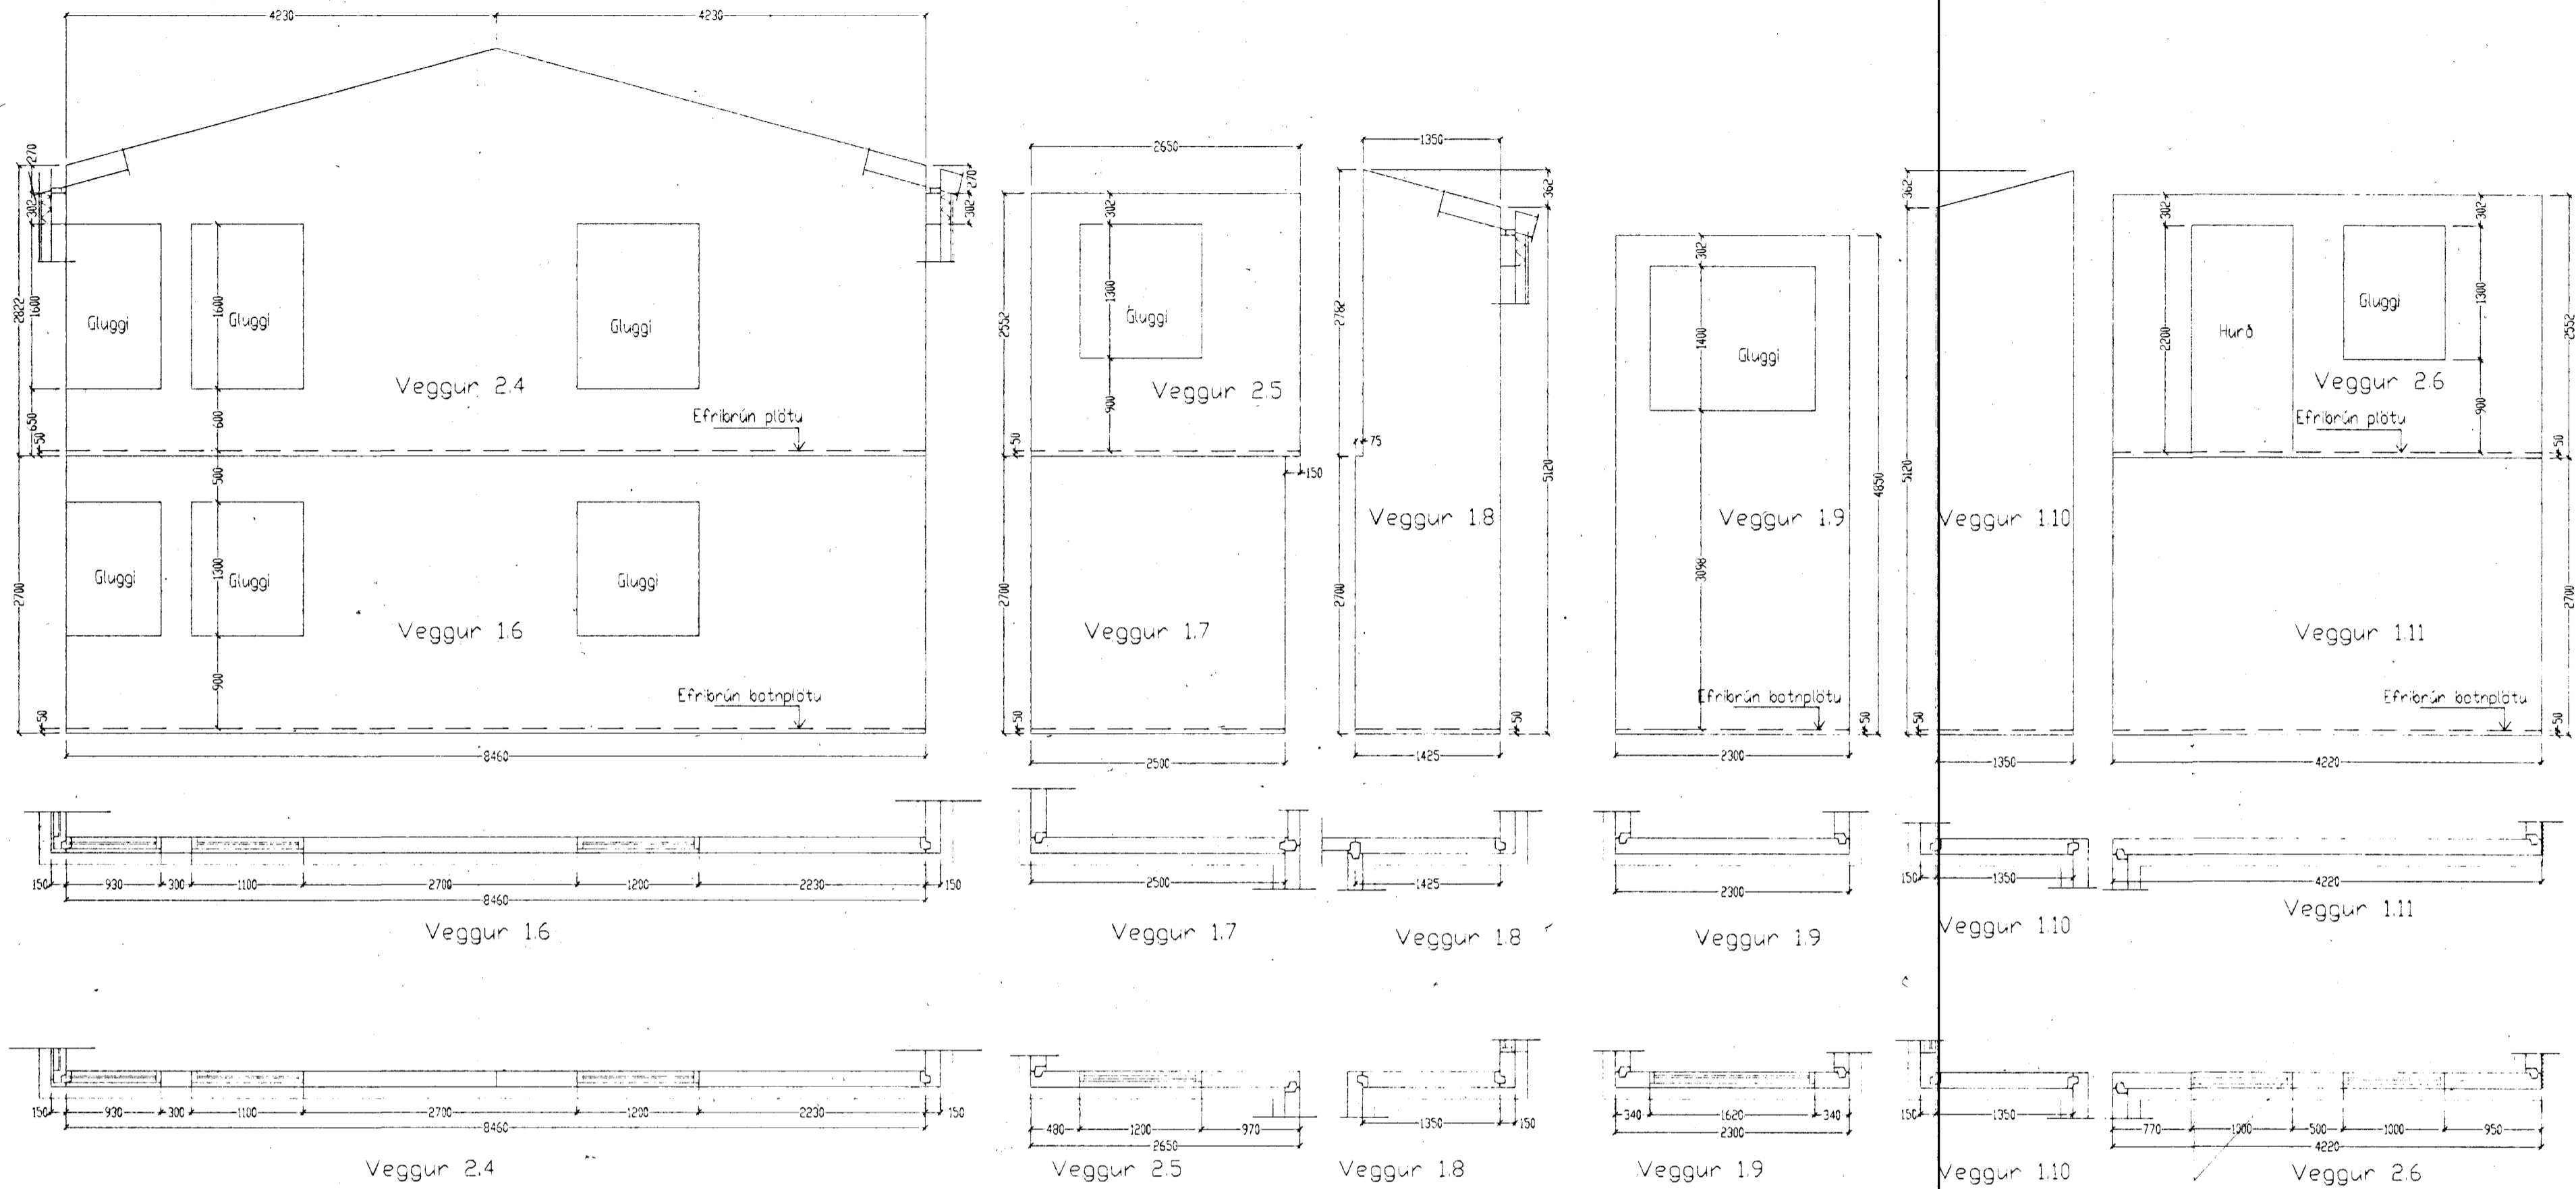 4230 4230
2650
1350
270 270
302 302
2822
1600 1600
650
50
600
500
Gluggi Gluggi Gluggi
Veggur 2.4
Efribrún plötu
2700
1300
900
50
Gluggi Gluggi Gluggi
Veggur 1.6
Efribrún botnplötu
8460
302
2552
1300
900
50
Gluggi
Veggur 2.5
150
2700
50
Veggur 1.7
2500
362
2782
75
5120
2700
50
Veggur 1.8
1425
302
1400
Gluggi
4850
3098
Veggur 1.9
Efribrún botnplötu
50
2300
362
5120
50
Veggur 1.10
1350
302 302
2200
1300
900
2552
50
Hurð
Gluggi
Veggur 2.6
Efribrún plötu
2700
Veggur 1.11
Efribrún botnplötu
50
4220
150 930 300 1100 2700 1200 2230 150
8460
Veggur 1.6
2500
Veggur 1.7
1425
Veggur 1.8
2300
Veggur 1.9
150 1350
Veggur 1.10
4220
Veggur 1.11
150 930 300 1100 2700 1200 2230 150
8460
Veggur 2.4
480 1200 970
2650
Veggur 2.5
1350 150
Veggur 1.8
340 1620 340
2300
Veggur 1.9
150 1350
Veggur 1.10
770 1000 500 1000 950
4220
Veggur 2.6